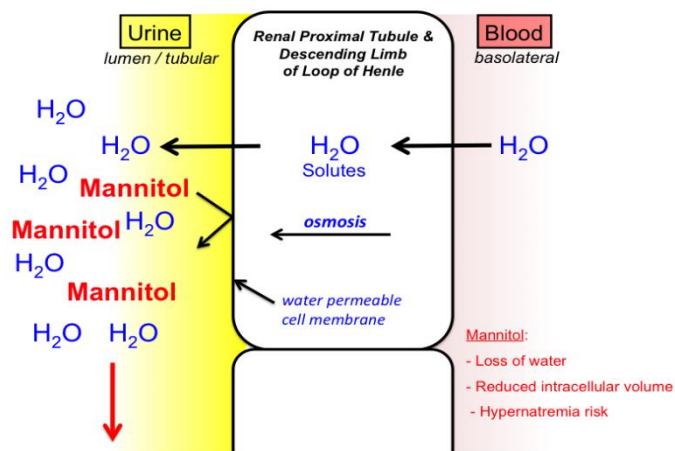 Urine
lumen / tubular
Renal Proximal Tubule &
Descending Limb
of Loop of Henle
Blood
basolateral
H₂O
H₂O
H₂O
Solutes
H₂O
H₂O
Mannitol
Mannitol
H₂O
osmosis
H₂O
Mannitol
water permeable
cell membrane
H₂O H₂O
Mannitol:
- Loss of water
- Reduced intracellular volume
- Hypernatremia risk